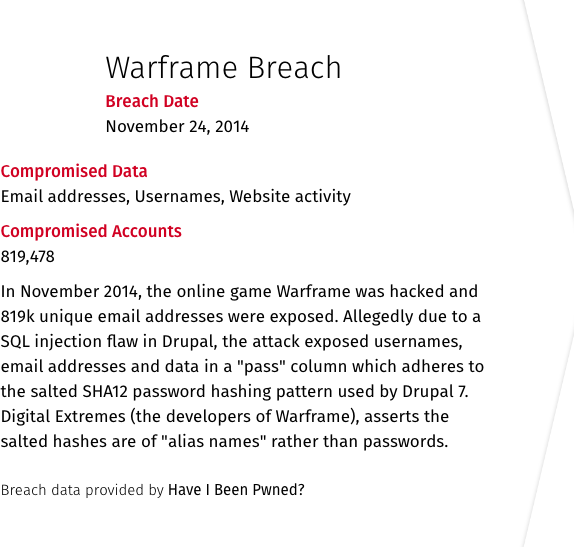 Warframe Breach
Breach Date
November 24, 2014
Compromised Data
Email addresses, Usernames, Website activity
Compromised Accounts
819,478
In November 2014, the online game Warframe was hacked and
819k unique email addresses were exposed. Allegedly due to a
SQL injection flaw in Drupal, the attack exposed usernames,
email addresses and data in a "pass" column which adheres to
the salted SHA12 password hashing pattern used by Drupal 7.
Digital Extremes (the developers of Warframe), asserts the
salted hashes are of "alias names" rather than passwords.
Breach data provided by Have I Been Pwned?